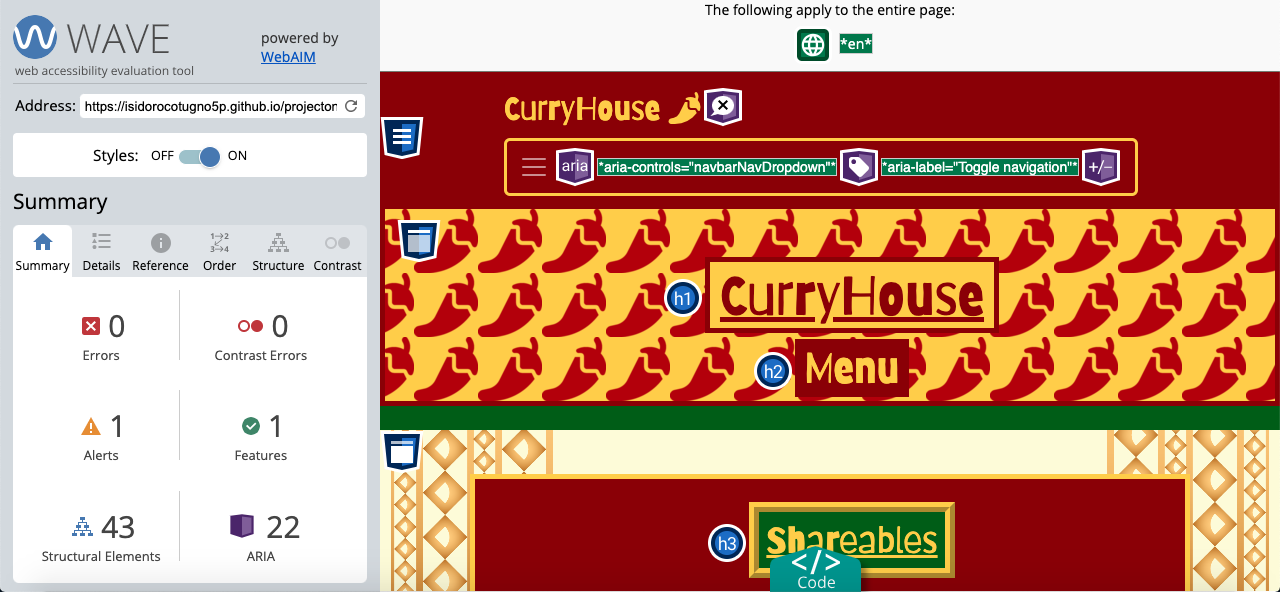 WAVE
web accessibility evaluation tool
powered by
WebAIM
Address: https://isidorocotugno5p.github.io/projecton
Styles: OFF ON
Summary
Summary Details Reference Order Structure Contrast
0
Errors
0
Contrast Errors
1
Alerts
1
Features
43
Structural Elements
22
ARIA
The following apply to the entire page:
*en*
CurryHouse
aria *aria-controls="navbarNavDropdown"* *aria-label="Toggle navigation"* +/−
h1 CurryHouse
h2 Menu
h3 Shareables
</>
Code